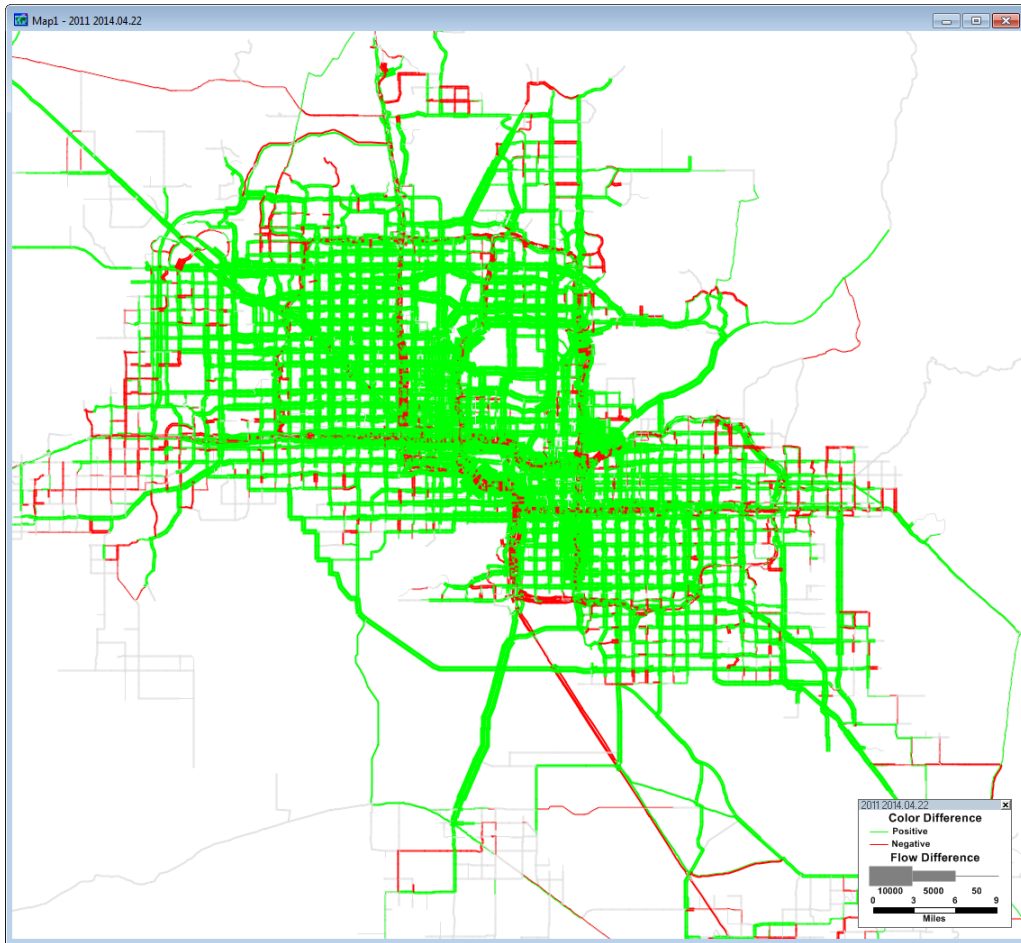 Map1 - 2011 2014.04.22
2011 2014.04.22
Color Difference
Positive
Negative
Flow Difference
10000 5000 50
0 3 6 9
Miles